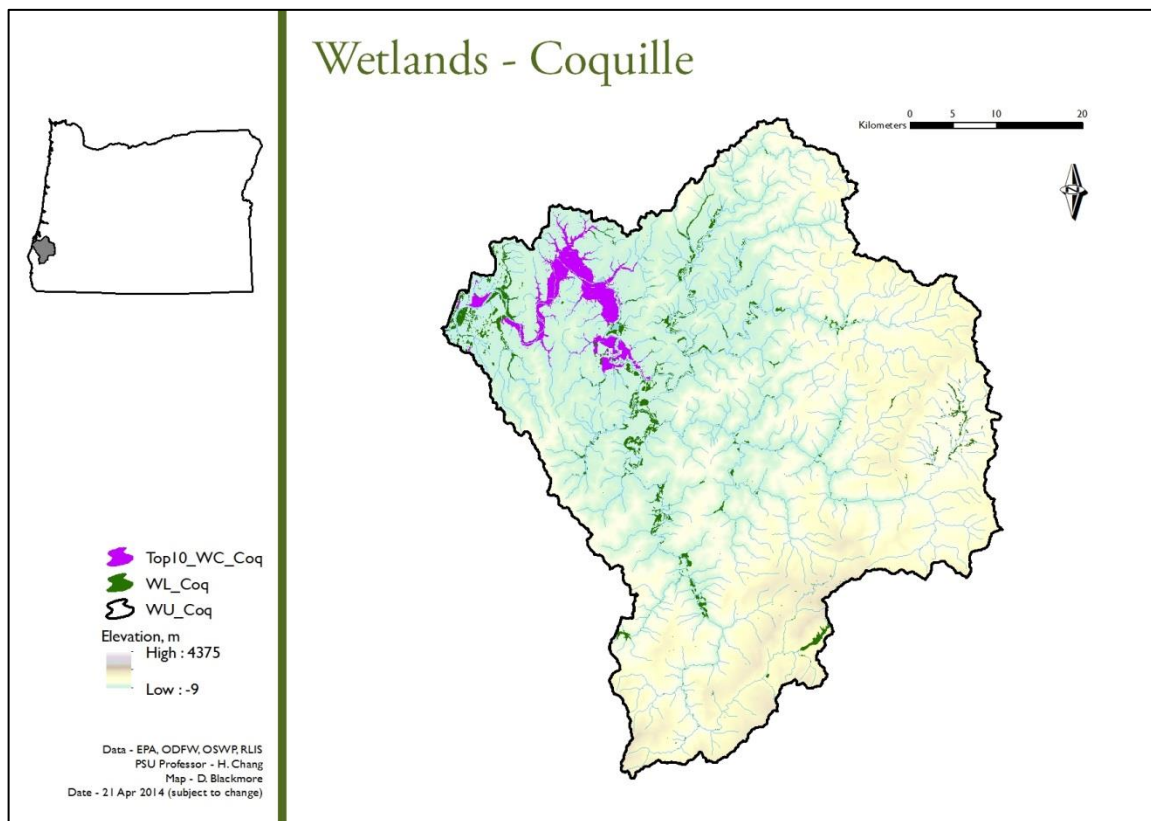 Wetlands - Coquille
0 5 10 20
Kilometers
N
Top10_WC_Coq
WL_Coq
WU_Coq
Elevation, m
High : 4375
Low : -9
Data - EPA, ODFW, OSWP, RLIS
PSU Professor - H. Chang
Map - D. Blackmore
Date - 21 Apr 2014 (subject to change)